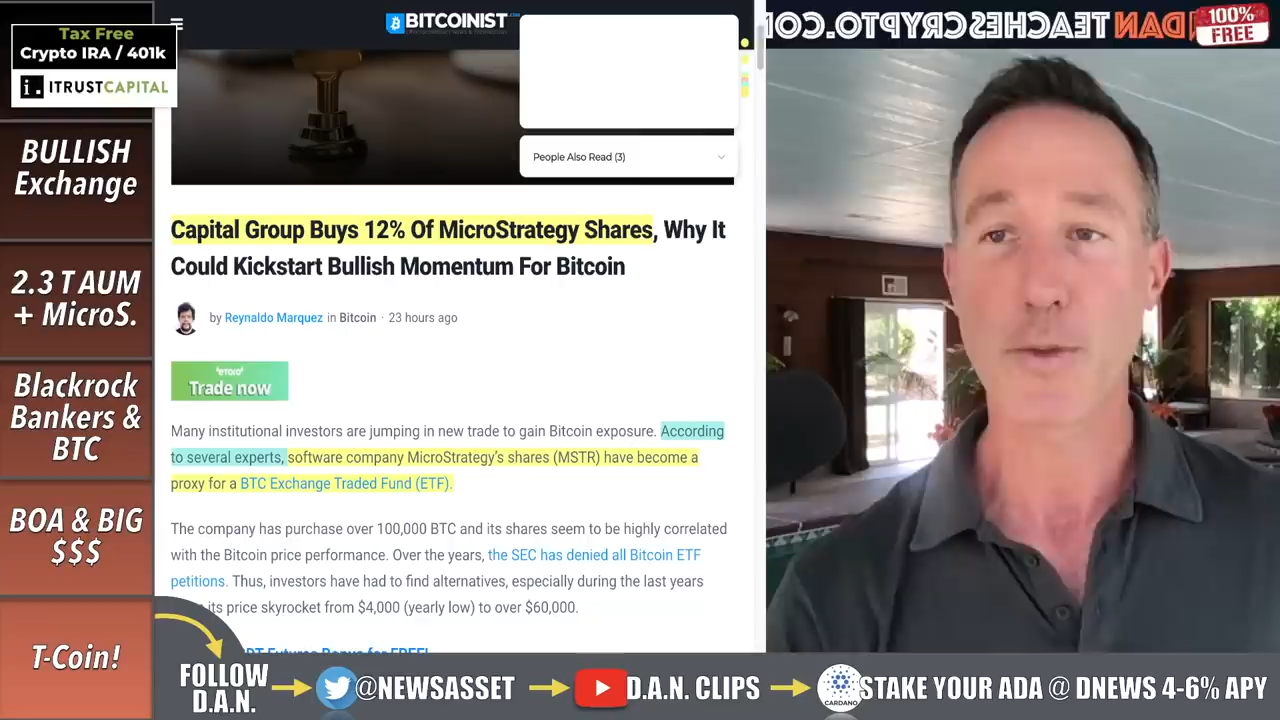 Tax Free
Crypto IRA / 401k
i. ITRUSTCAPITAL
BULLISH
Exchange
2.3 T AUM
+ MicroS.
Blackrock
Bankers &
BTC
BOA & BIG
$$$
T-Coin!
BITCOINIST
People Also Read (3)
Capital Group Buys 12% Of MicroStrategy Shares, Why It
Could Kickstart Bullish Momentum For Bitcoin
by Reynaldo Marquez in Bitcoin · 23 hours ago
eToro
Trade now
Many institutional investors are jumping in new trade to gain Bitcoin exposure. According
to several experts, software company MicroStrategy's shares (MSTR) have become a
proxy for a BTC Exchange Traded Fund (ETF).
The company has purchase over 100,000 BTC and its shares seem to be highly correlated
with the Bitcoin price performance. Over the years, the SEC has denied all Bitcoin ETF
petitions. Thus, investors have had to find alternatives, especially during the last years
its price skyrocket from $4,000 (yearly low) to over $60,000.
Futures Bonus for FREE!
DAN TEACHES CRYPTO.CO
100%
FREE
FOLLOW
D.A.N.
@NEWSASSET
D.A.N. CLIPS
CARDANO
STAKE YOUR ADA @ DNEWS 4-6% APY